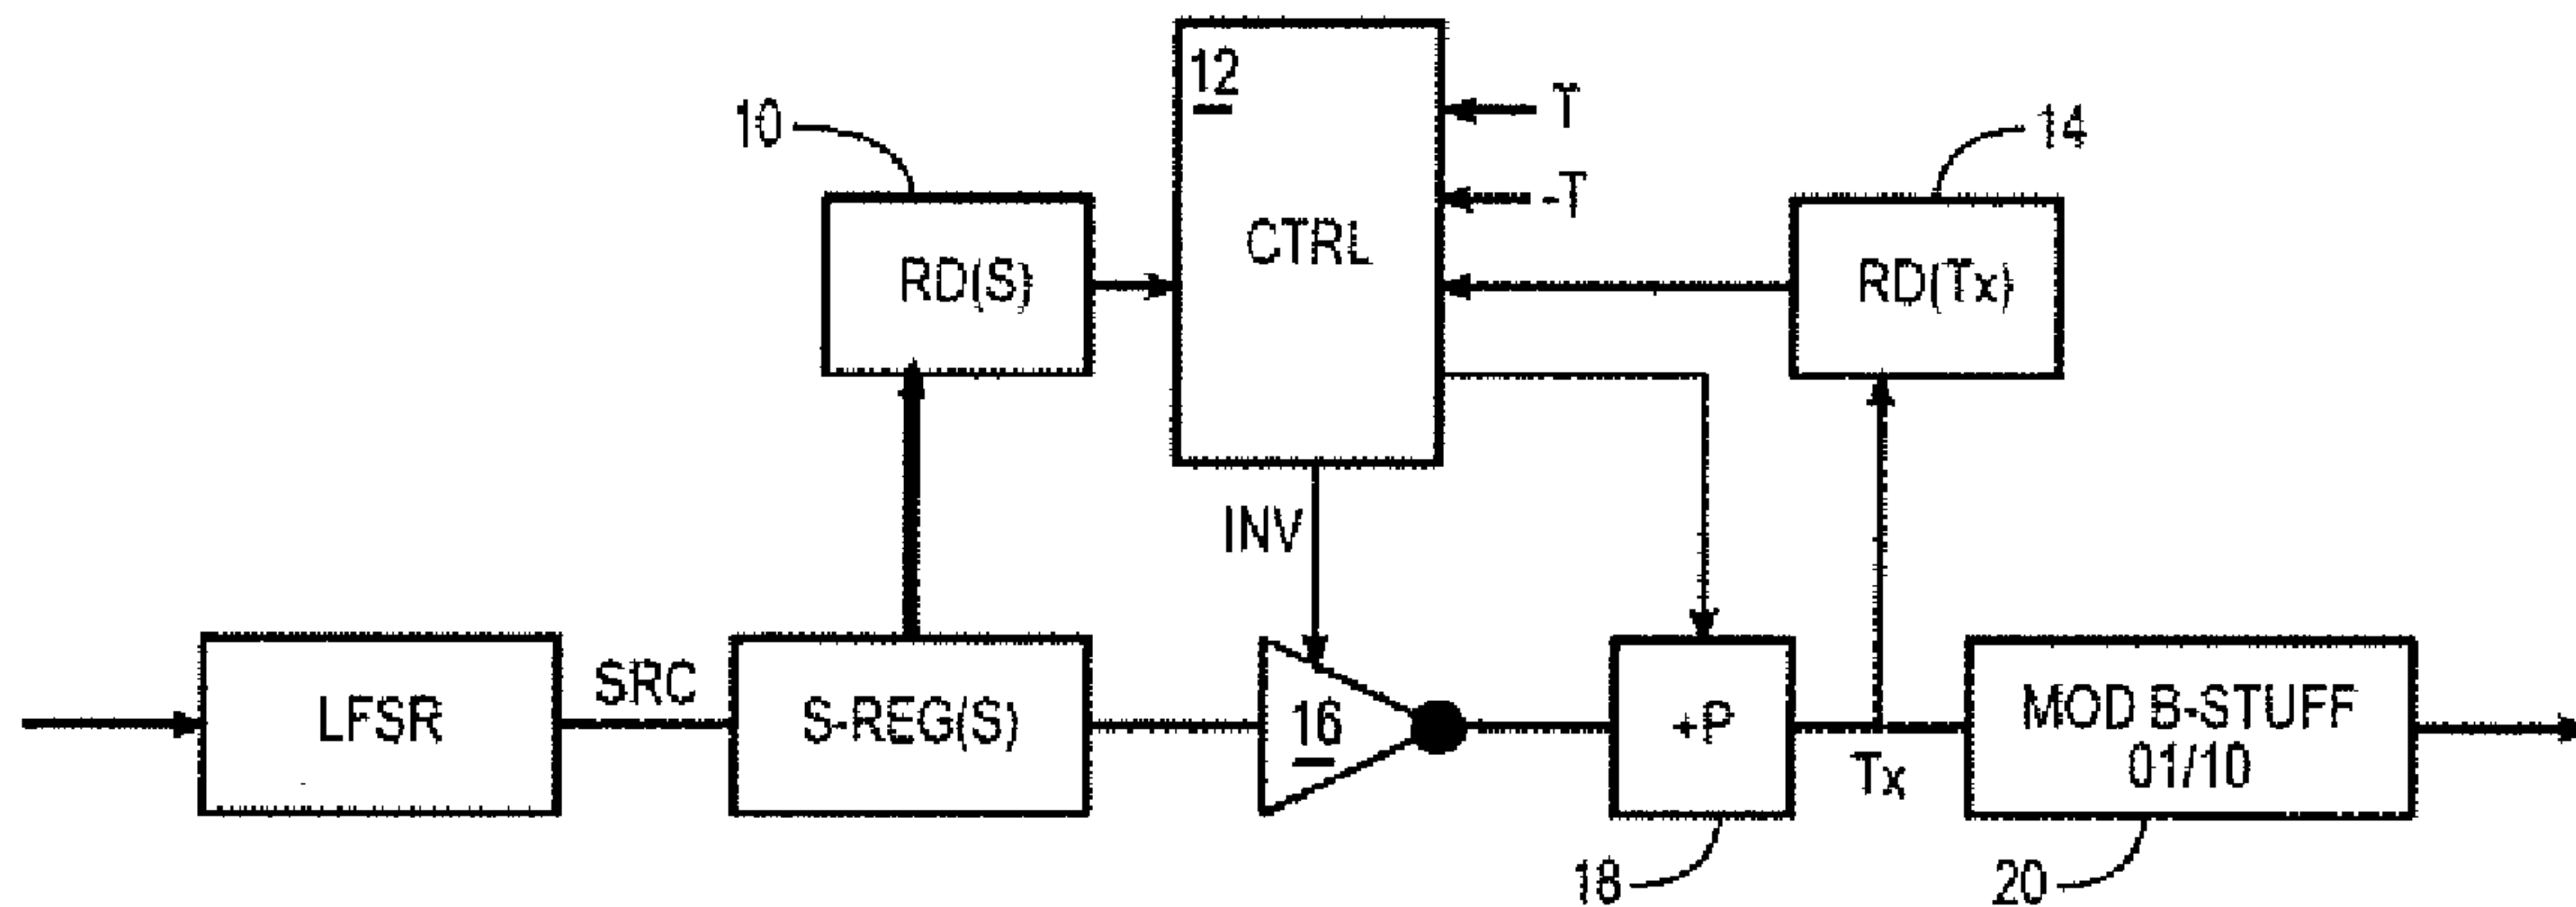 12
T
10
14
-T
CTRL
RD(S)
RD(Tx)
INV
SRC
LFSR
S-REG(S)
16
+P
MOD B-STUFF
01/10
Tx
18
20